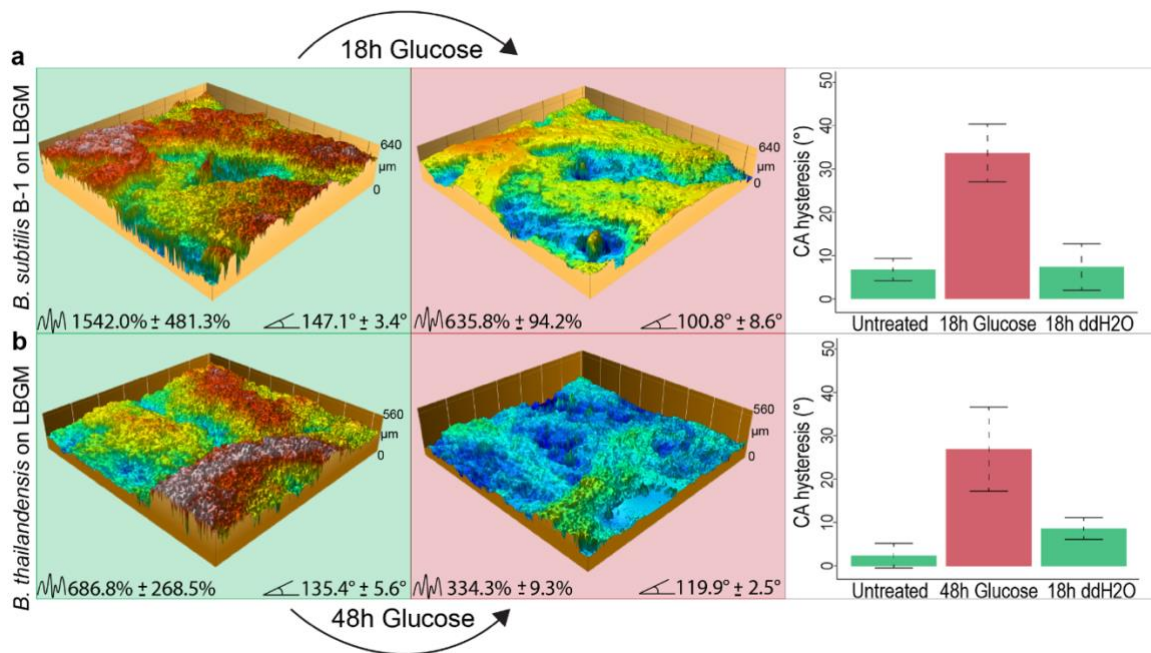 18h Glucose
a
B. subtilis B-1 on LBGM
640
µm
0
1542.0% ± 481.3%
147.1° ± 3.4°
640
µm
0
635.8% ± 94.2%
100.8° ± 8.6°
CA hysteresis (°)
50
40
30
20
10
0
Untreated
18h Glucose
18h ddH2O
b
B. thailandensis on LBGM
560
µm
0
686.8% ± 268.5%
135.4° ± 5.6°
560
µm
0
334.3% ± 9.3%
119.9° ± 2.5°
CA hysteresis (°)
50
40
30
20
10
0
Untreated
48h Glucose
18h ddH2O
48h Glucose